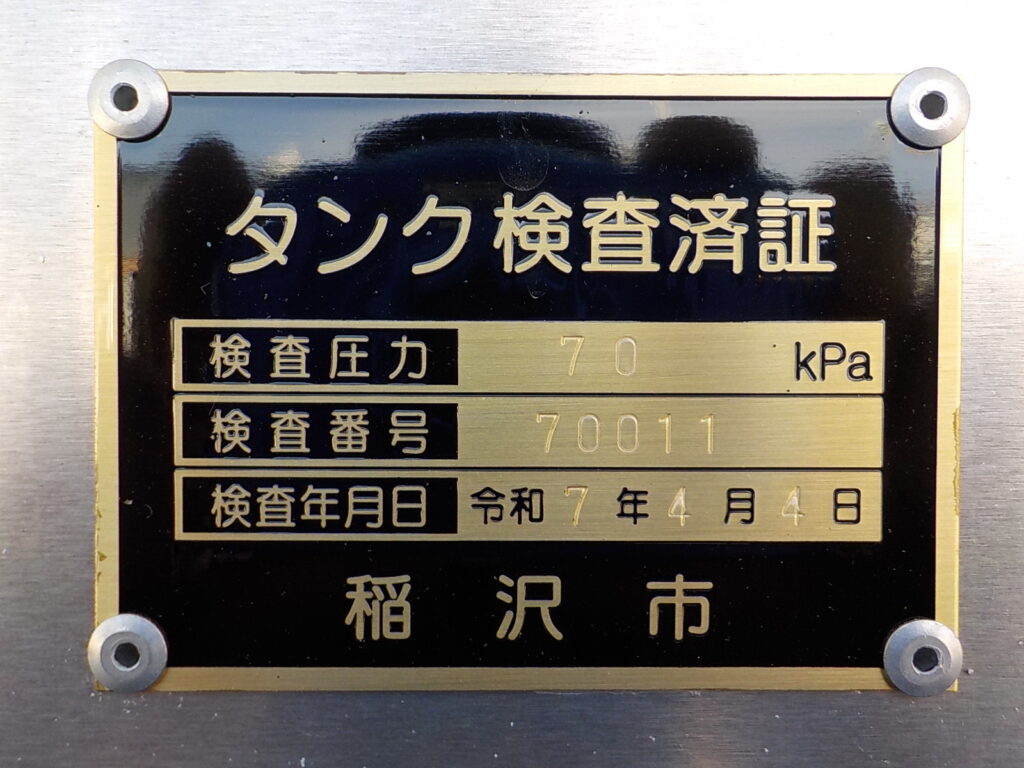 タンク検査済証
検査圧力 70 kPa
検査番号 70011
検査年月日 令和7年4月4日
稲沢市